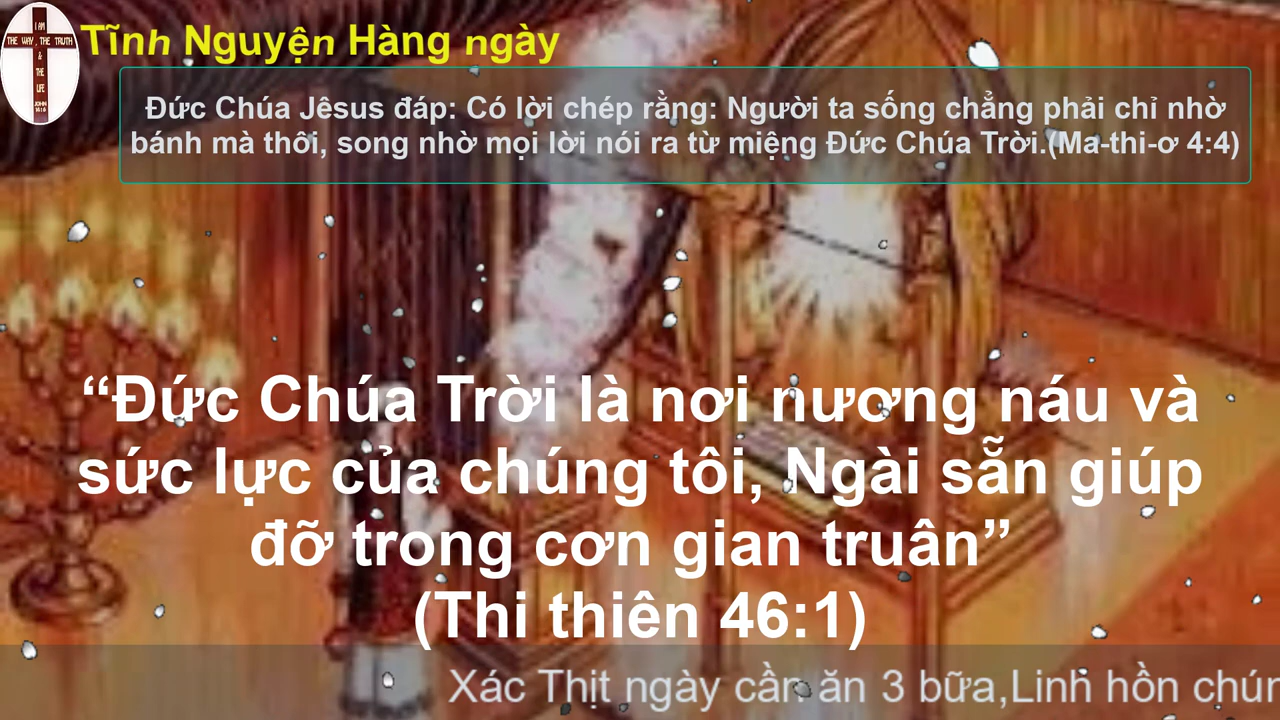 I AM
THE WAY, THE TRUTH
&
THE
LIFE
JOHN
Tĩnh Nguyện Hàng ngày
Đức Chúa Jêsus đáp: Có lời chép rằng: Người ta sống chẳng phải chỉ nhờ
bánh mà thôi, song nhờ mọi lời nói ra từ miệng Đức Chúa Trời.(Ma-thi-ơ 4:4)
“Đức Chúa Trời là nơi nương náu và
sức lực của chúng tôi, Ngài sẵn giúp
đỡ trong cơn gian truân”
(Thi thiên 46:1)
Xác Thịt ngày cần ăn 3 bữa,Linh hồn